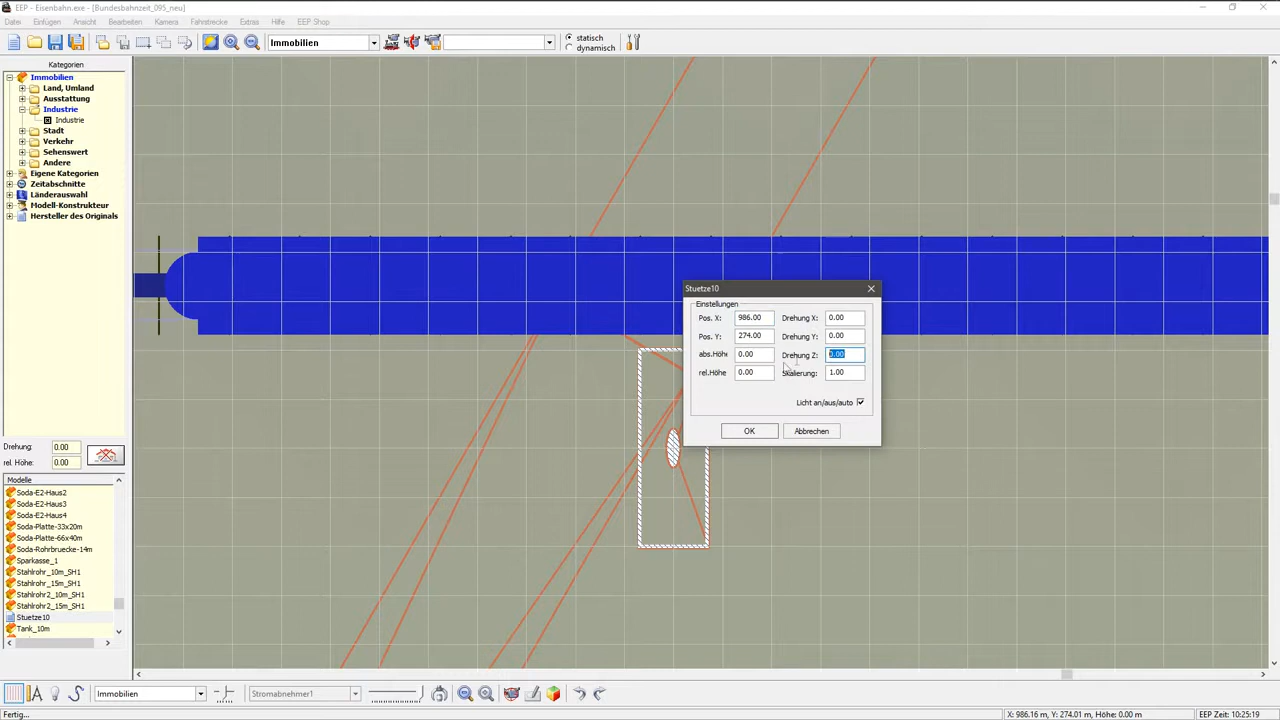 EEP - Eisenbahn.exe - [Bundesbahnzeit_095_neu]
Datei Einfügen Ansicht Bearbeiten Kamera Fahrstrecke Extras Hilfe EEP Shop
Immobilien
statisch
dynamisch
Kategorien
Immobilien
Land, Umland
Ausstattung
Industrie
Industrie
Stadt
Verkehr
Sehenswert
Andere
Eigene Kategorien
Zeitabschnitte
Länderauswahl
Modell-Konstrukteur
Hersteller des Originals
Drehung: 0.00
rel. Höhe: 0.00
Modelle
Soda-E2-Haus2
Soda-E2-Haus3
Soda-E2-Haus4
Soda-Platte-33x20m
Soda-Platte-66x40m
Soda-Rohrbruecke-14m
Sparkasse_1
Stahlrohr_10m_SH1
Stahlrohr_15m_SH1
Stahlrohr2_10m_SH1
Stahlrohr2_15m_SH1
Stuetze10
Tank_10m
Stuetze10
Einstellungen
Pos. X: 986.00 Drehung X: 0.00
Pos. Y: 274.00 Drehung Y: 0.00
abs.Höhe 0.00 Drehung Z: 0.00
rel.Höhe 0.00 Skalierung: 1.00
Licht an/aus/auto
OK Abbrechen
Immobilien Stromabnehmer1
Fertig... X: 986.16 m, Y: 274.01 m, Höhe: 0.00 m EEP Zeit: 10:25:19